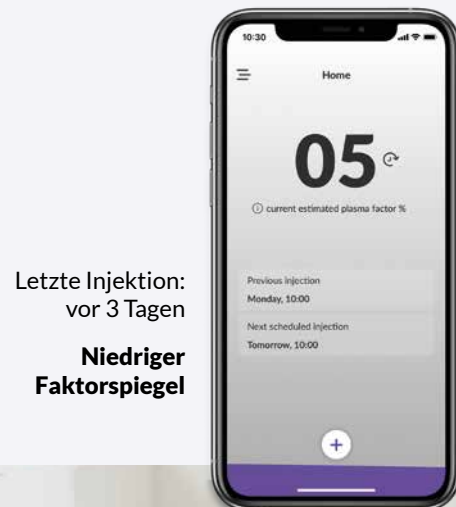 10:30
Home
05
current estimated plasma factor %
Letzte Injektion:
vor 3 Tagen
Niedriger
Faktorspiegel
Previous injection
Monday, 10:00
Next scheduled injection
Tomorrow, 10:00
+